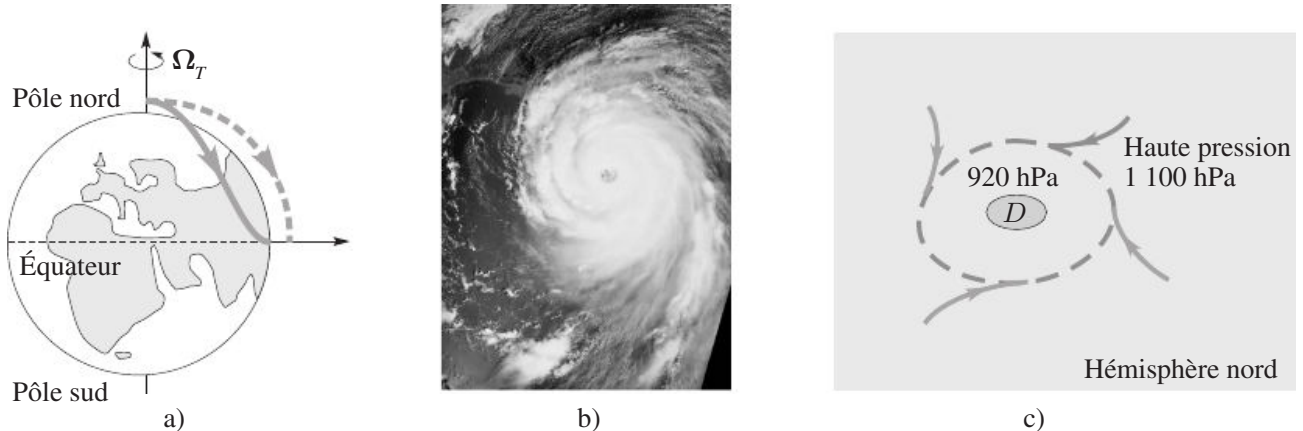 Ω_T
Pôle nord
Équateur
Pôle sud
a)
b)
Haute pression
920 hPa
1 100 hPa
D
Hémisphère nord
c)